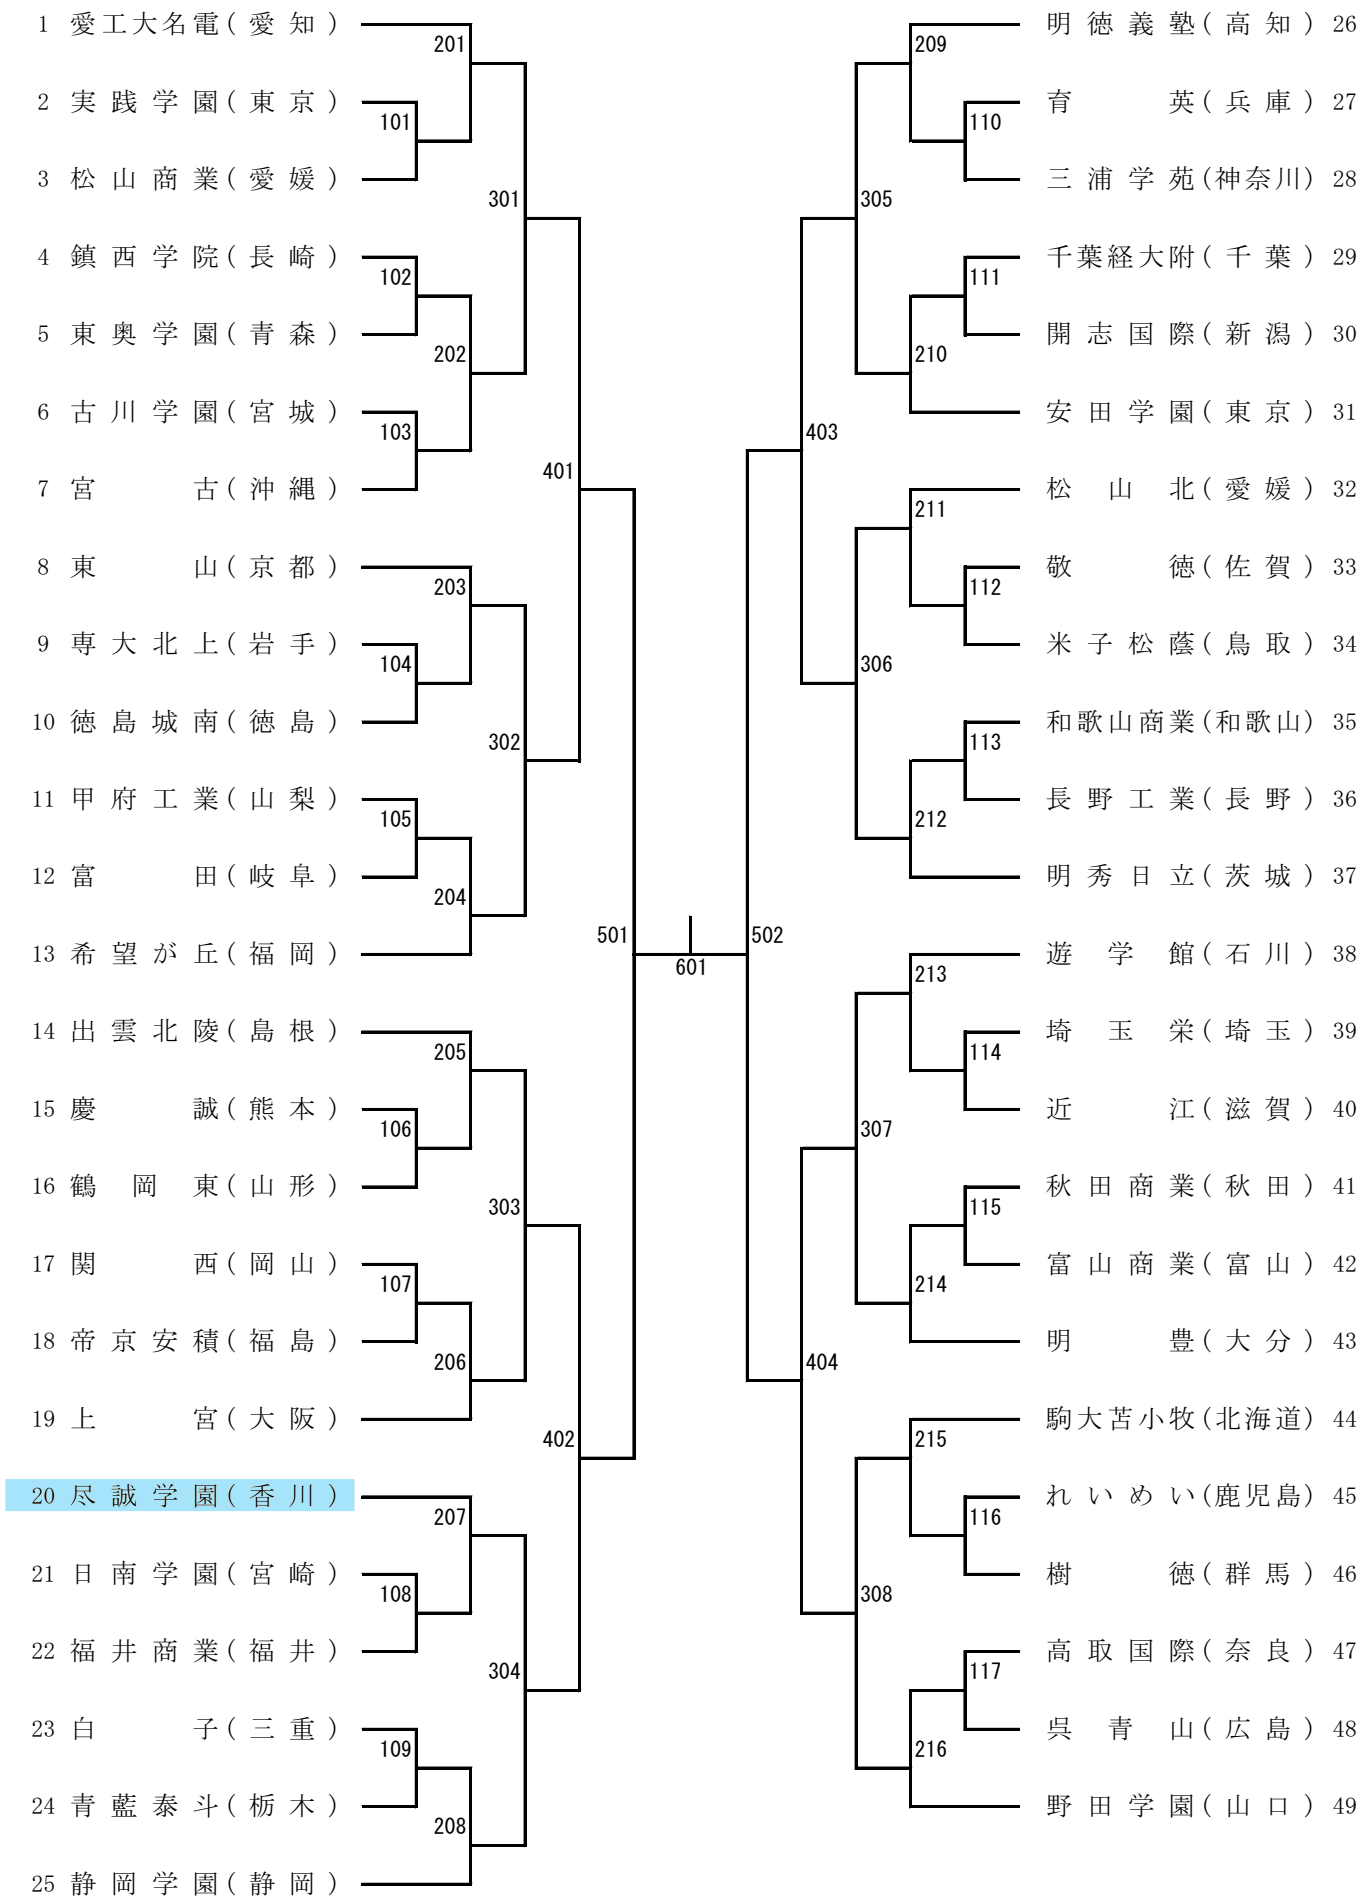 1 愛工大名電(愛知)
201
2 実践学園(東京)
101
3 松山商業(愛媛)
301
4 鎮西学院(長崎)
102
5 東奥学園(青森)
202
6 古川学園(宮城)
103
7 宮古(沖縄)
401
8 東山(京都)
203
9 専大北上(岩手)
104
10 徳島城南(徳島)
302
11 甲府工業(山梨)
105
12 富田(岐阜)
204
13 希望が丘(福岡)
501
601
14 出雲北陵(島根)
205
15 慶誠(熊本)
106
16 鶴岡東(山形)
303
17 関西(岡山)
107
18 帝京安積(福島)
206
19 上宮(大阪)
402
20 尽誠学園(香川)
207
21 日南学園(宮崎)
108
22 福井商業(福井)
304
23 白子(三重)
109
24 青藍泰斗(栃木)
208
25 静岡学園(静岡)
明徳義塾(高知) 26
209
育英(兵庫) 27
110
三浦学苑(神奈川) 28
305
千葉経大附(千葉) 29
111
開志国際(新潟) 30
210
安田学園(東京) 31
403
松山北(愛媛) 32
211
敬徳(佐賀) 33
112
米子松蔭(鳥取) 34
306
和歌山商業(和歌山) 35
113
長野工業(長野) 36
212
明秀日立(茨城) 37
502
遊学館(石川) 38
213
埼玉栄(埼玉) 39
114
近江(滋賀) 40
307
秋田商業(秋田) 41
115
富山商業(富山) 42
214
明豊(大分) 43
404
駒大苫小牧(北海道) 44
215
れいめい(鹿児島) 45
116
樹徳(群馬) 46
308
高取国際(奈良) 47
117
呉青山(広島) 48
216
野田学園(山口) 49